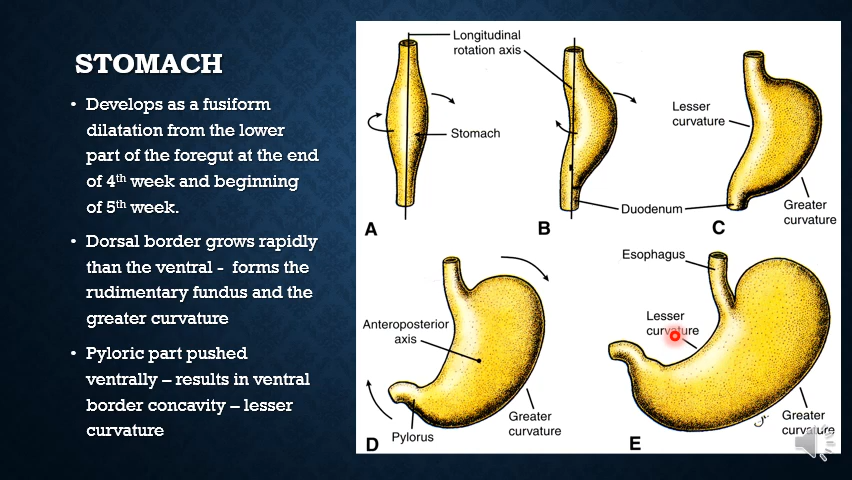 STOMACH
• Develops as a fusiform
dilatation from the lower
part of the foregut at the end
of 4th week and beginning
of 5th week.
• Dorsal border grows rapidly
than the ventral - forms the
rudimentary fundus and the
greater curvature
• Pyloric part pushed
ventrally – results in ventral
border concavity – lesser
curvature
Longitudinal
rotation axis
Stomach
Duodenum
Lesser
curvature
Greater
curvature
A
B
C
Anteroposterior
axis
Pylorus
Greater
curvature
D
Esophagus
Lesser
curvature
Greater
curvature
E